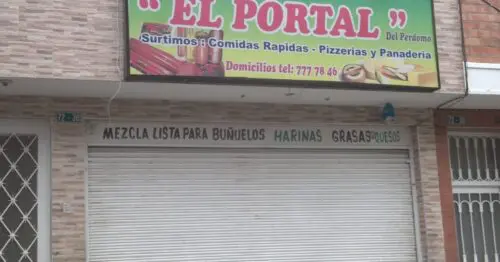 " EL PORTAL "
Del Perdomo
Surtimos : Comidas Rapidas - Pizzerias y Panaderia
Domicilios tel: 777 78 46
MEZCLA LISTA PARA BUÑUELOS HARINAS GRASAS QUESOS